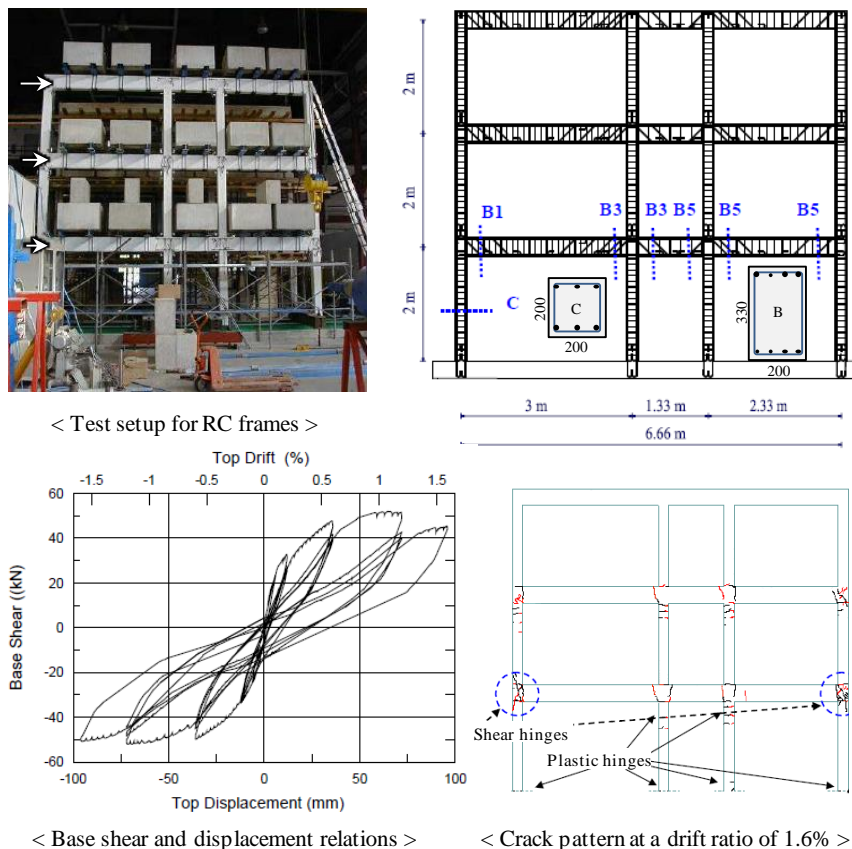 2 m
2 m
2 m
B1
B3
B3
B5
B5
B5
C
200
C
200
330
B
200
3 m
1.33 m
2.33 m
6.66 m
< Test setup for RC frames >
Top Drift (%)
-1.5 -1 -0.5 0 0.5 1 1.5
60
40
20
0
-20
-40
-60
Base Shear ((kN)
-100 -50 0 50 100
Top Displacement (mm)
Shear hinges
Plastic hinges
< Base shear and displacement relations >
< Crack pattern at a drift ratio of 1.6% >